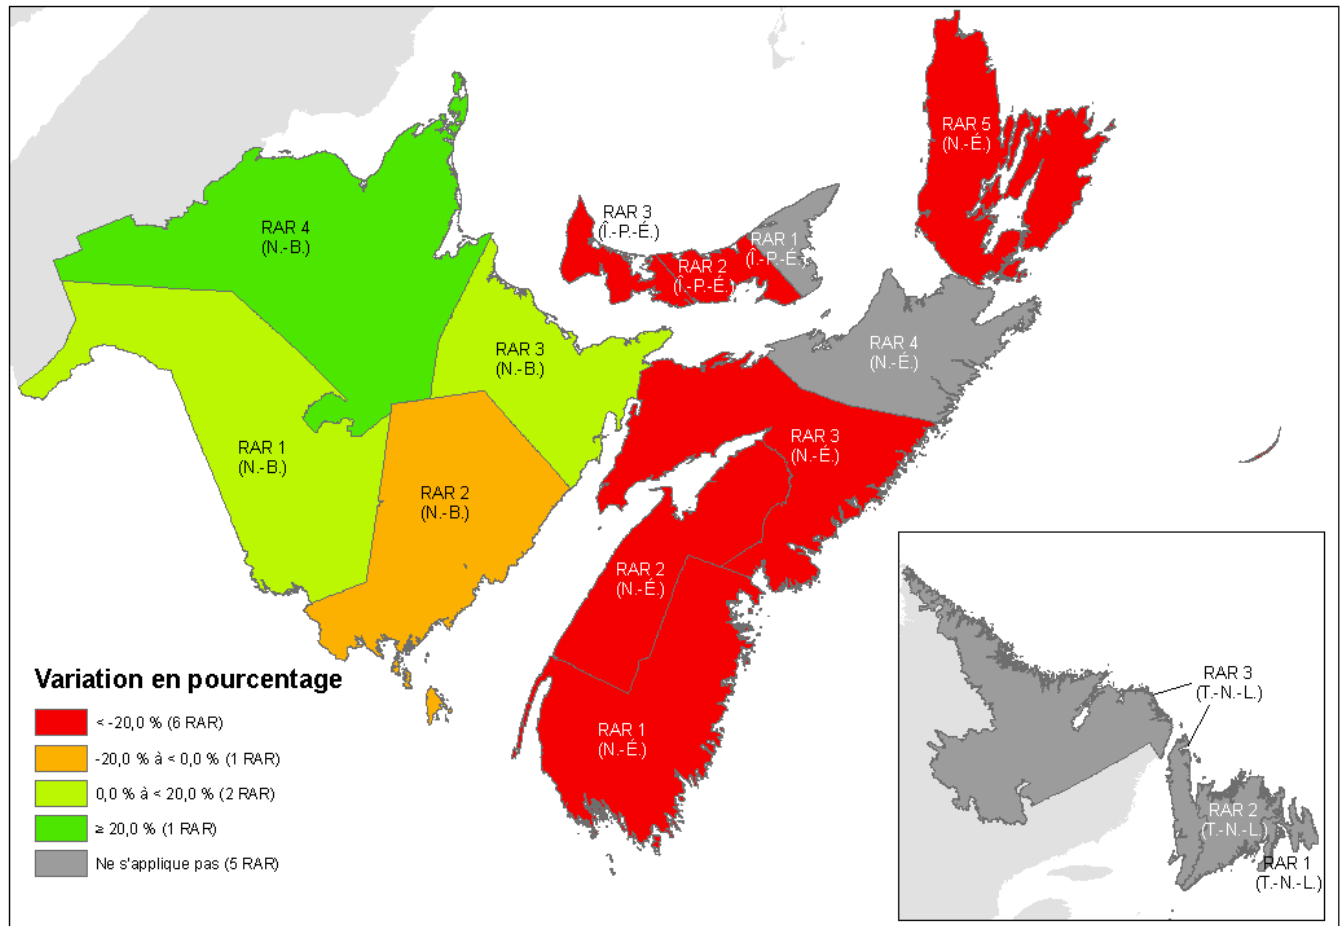 RAR 5
(N.-É.)
RAR 3
(Î.-P.-É.)
RAR 4
(N.-B.)
RAR 1
(Î.-P.-É.)
RAR 2
(Î.-P.-É.)
RAR 3
(N.-B.)
RAR 4
(N.-É.)
RAR 1
(N.-B.)
RAR 3
(N.-É.)
RAR 2
(N.-B.)
RAR 2
(N.-É.)
RAR 1
(N.-É.)
Variation en pourcentage
< -20,0 % (6 RAR)
-20,0 % à < 0,0 % (1 RAR)
0,0 % à < 20,0 % (2 RAR)
≥ 20,0 % (1 RAR)
Ne s'applique pas (5 RAR)
RAR 3
(T.-N.-L.)
RAR 2
(T.-N.-L.)
RAR 1
(T.-N.-L.)